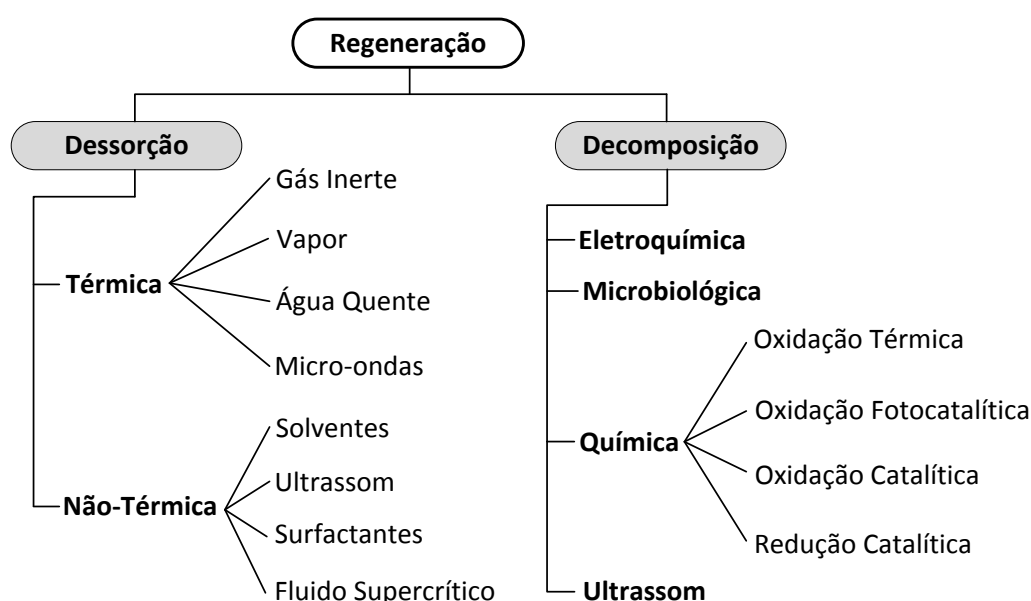 Regeneração
Dessorção
Térmica
Gás Inerte
Vapor
Água Quente
Micro-ondas
Não-Térmica
Solventes
Ultrassom
Surfactantes
Fluido Supercrítico
Decomposição
Eletroquímica
Microbiológica
Química
Oxidação Térmica
Oxidação Fotocatalítica
Oxidação Catalítica
Redução Catalítica
Ultrassom